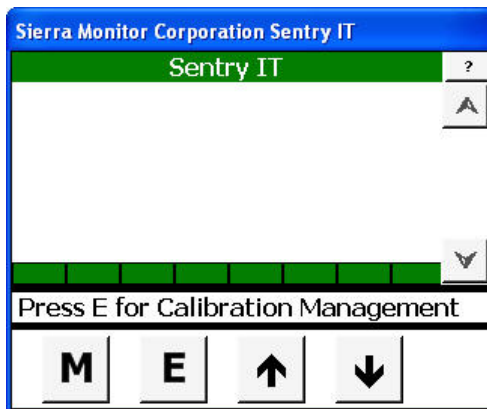 Sierra Monitor Corporation Sentry IT
Sentry IT ?
Press E for Calibration Management
M E